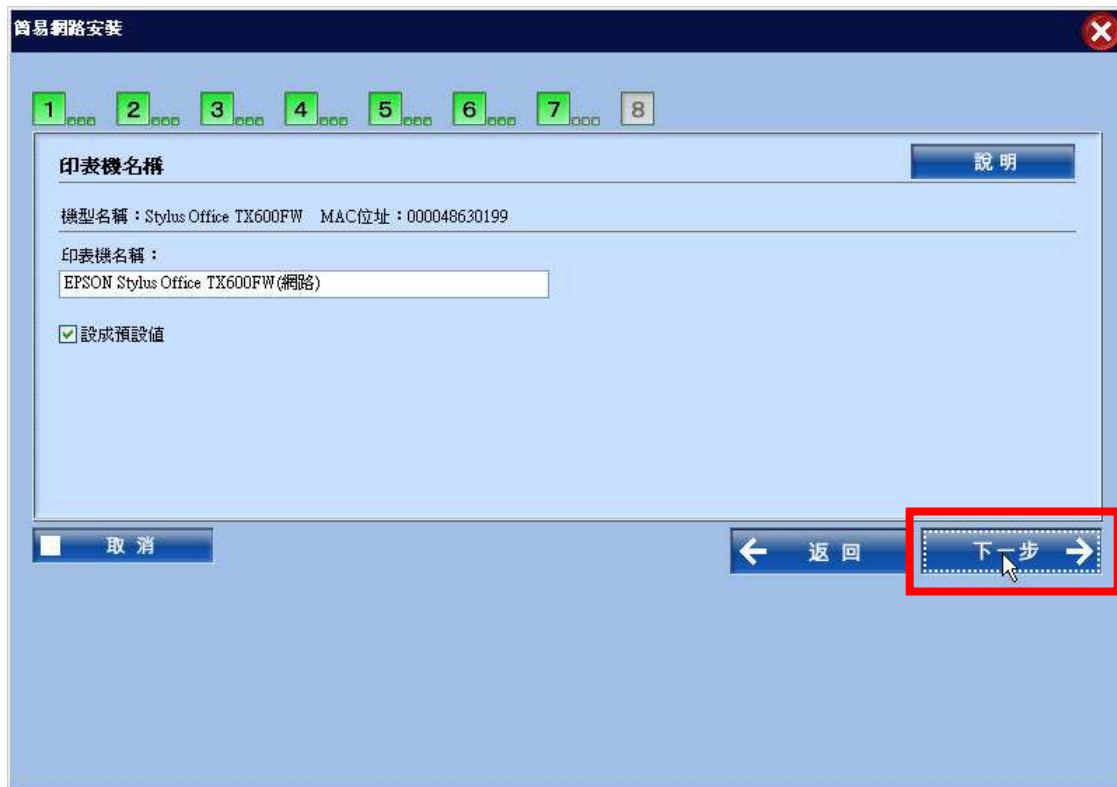 簡易網路安裝
1 2 3 4 5 6 7 8
印表機名稱
說明
機型名稱：Stylus Office TX600FW MAC位址：000048630199
印表機名稱：
EPSON Stylus Office TX600FW(網路)
設成預設值
取消
返回
下一步